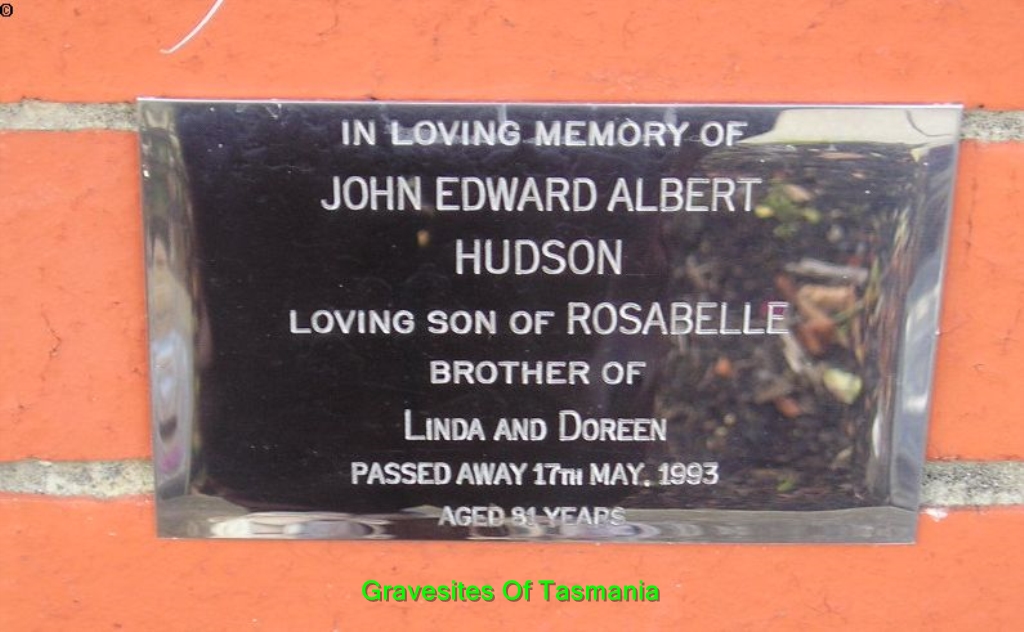 ©
IN LOVING MEMORY OF
JOHN EDWARD ALBERT
HUDSON
LOVING SON OF ROSABELLE
BROTHER OF
LINDA AND DOREEN
PASSED AWAY 17TH MAY. 1993
AGED 81 YEARS
Gravesites Of Tasmania